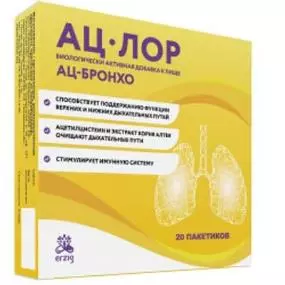 АЦ·ЛОР
БИОЛОГИЧЕСКИ АКТИВНАЯ ДОБАВКА К ПИЩЕ
АЦ-БРОНХО
СПОСОБСТВУЕТ ПОДДЕРЖАНИЮ ФУНКЦИИ
ВЕРХНИХ И НИЖНИХ ДЫХАТЕЛЬНЫХ ПУТЕЙ
АЦЕТИЛЦИСТЕИН И ЭКСТРАКТ КОРНЯ АЛТЕЯ
ОЧИЩАЮТ ДЫХАТЕЛЬНЫЕ ПУТИ
СТИМУЛИРУЕТ ИМУННУЮ СИСТЕМУ
20 ПАКЕТИКОВ
erzig